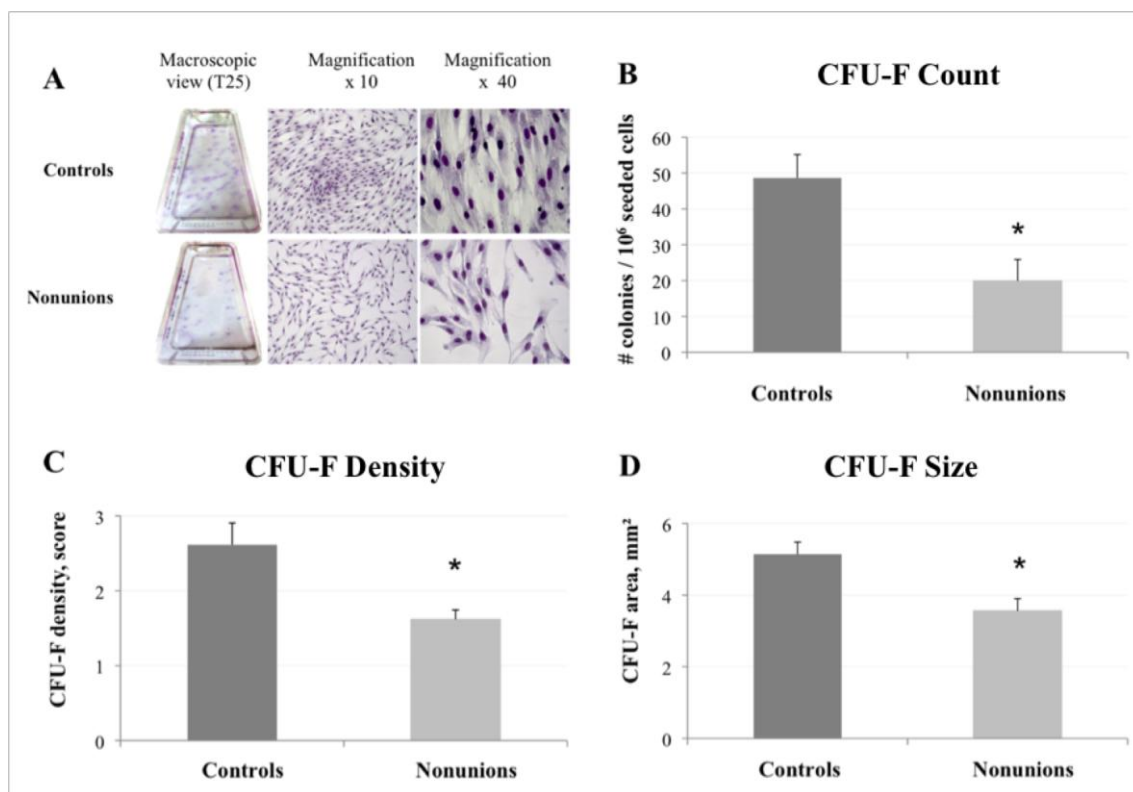 A
Macroscopic
view (T25)
Magnification
x 10
Magnification
x 40
Controls
Nonunions
B
CFU-F Count
# colonies / 10⁶ seeded cells
60
50
40
30
20
10
0
*
Controls
Nonunions
C
CFU-F Density
CFU-F density, score
3
2
1
0
*
Controls
Nonunions
D
CFU-F Size
CFU-F area, mm²
6
4
2
0
*
Controls
Nonunions